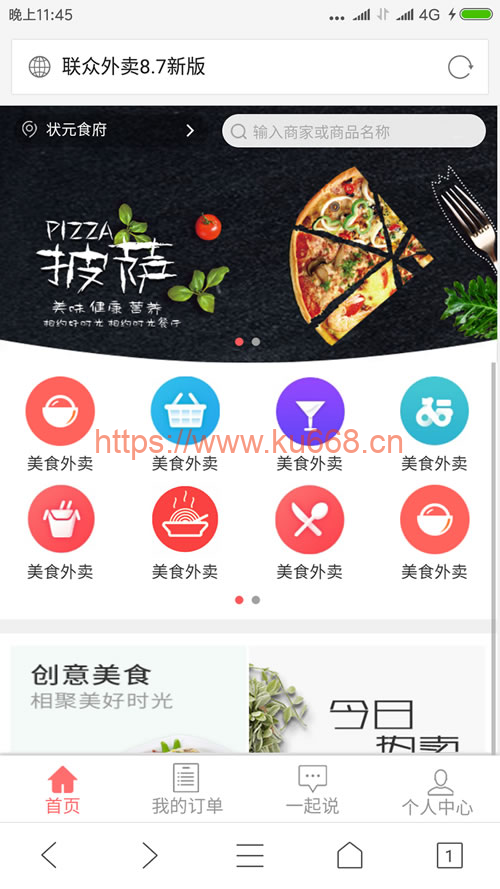 晚上11:45
4G
联众外卖8.7新版
状元食府
输入商家或商品名称
PIZZA
披萨
美味 健康 营养
相约好时光 相约时光餐厅
美食外卖 美食外卖 美食外卖 美食外卖
https://www.ku668.cn
美食外卖 美食外卖 美食外卖 美食外卖
创意美食
相聚美好时光
今日
热卖
首页 我的订单 一起说 个人中心
1